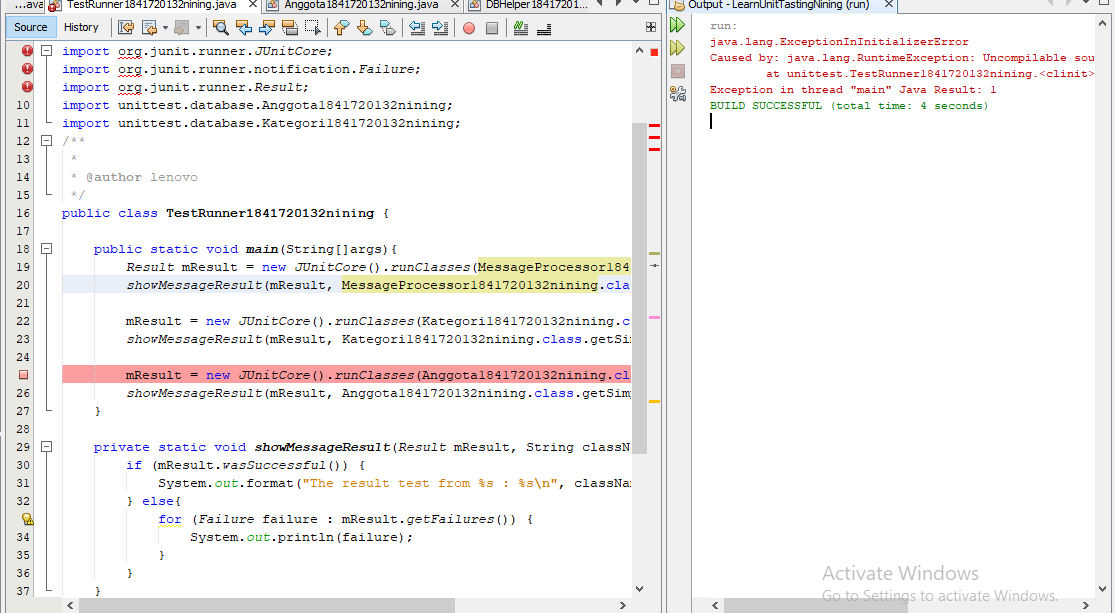 ...ava TestRunner1841720132nining.java Anggota1841720132nining.java DBHelper18417201...
Source History
import org.junit.runner.JUnitCore;
import org.junit.runner.notification.Failure;
import org.junit.runner.Result;
10 import unittest.database.Anggota1841720132nining;
11 import unittest.database.Kategori1841720132nining;
12 /**
13 *
14 * @author lenovo
15 */
16 public class TestRunner1841720132nining {
17
18 public static void main(String[]args){
19 Result mResult = new JUnitCore().runClasses(MessageProcessor184
20 showMessageResult(mResult, MessageProcessor1841720132nining.cla
21
22 mResult = new JUnitCore().runClasses(Kategori1841720132nining.c
23 showMessageResult(mResult, Kategori1841720132nining.class.getSi
24
mResult = new JUnitCore().runClasses(Anggota1841720132nining.cl
26 showMessageResult(mResult, Anggota1841720132nining.class.getSim
27 }
28
29 private static void showMessageResult(Result mResult, String classN
30 if (mResult.wasSuccessful()) {
31 System.out.format("The result test from %s : %s\n", classNa
32 } else{
for (Failure failure : mResult.getFailures()) {
34 System.out.println(failure);
35 }
36 }
37 }
Output - LearnUnitTastingNining (run)
run:
java.lang.ExceptionInInitializerError
Caused by: java.lang.RuntimeException: Uncompilable sou
at unittest.TestRunner1841720132nining.<clinit>
Exception in thread "main" Java Result: 1
BUILD SUCCESSFUL (total time: 4 seconds)
Activate Windows
Go to Settings to activate Windows.